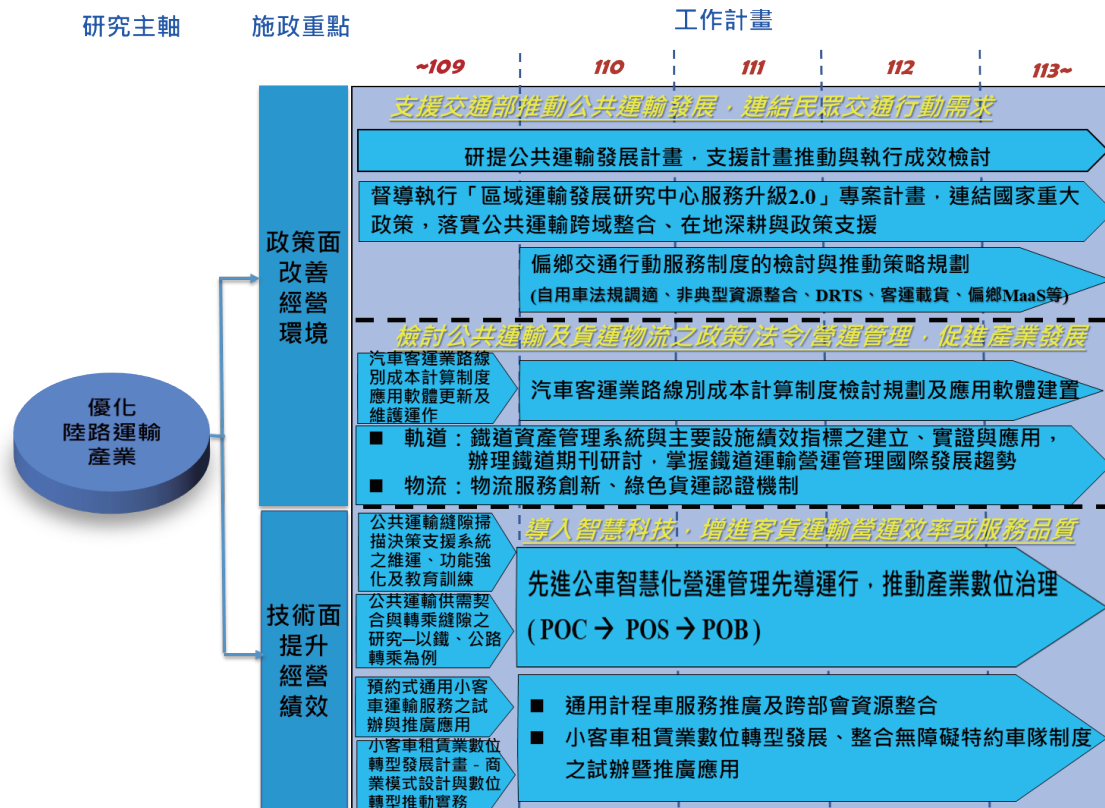 研究主軸
施政重點
工作計畫
~109
110
111
112
113~
優化
陸路運輸
產業
政策面
改善
經營
環境
支援交通部推動公共運輸發展，連結民眾交通行動需求
研提公共運輸發展計畫，支援計畫推動與執行成效檢討
督導執行「區域運輸發展研究中心服務升級2.0」專案計畫，連結國家重大
政策，落實公共運輸跨域整合、在地深耕與政策支援
偏鄉交通行動服務制度的檢討與推動策略規劃
(自用車法規調適、非典型資源整合、DRTS、客運載貨、偏鄉MaaS等)
檢討公共運輸及貨運物流之政策/法令/營運管理，促進產業發展
汽車客運業路線
別成本計算制度
應用軟體更新及
維護運作
汽車客運業路線別成本計算制度檢討規劃及應用軟體建置
■ 軌道：鐵道資產管理系統與主要設施績效指標之建立、實證與應用，
辦理鐵道期刊研討，掌握鐵道運輸營運管理國際發展趨勢
■ 物流：物流服務創新、綠色貨運認證機制
技術面
提升
經營
績效
導入智慧科技，增進客貨運輸營運效率或服務品質
公共運輸縫隙掃
描決策支援系統
之維運、功能強
化及教育訓練
公共運輸供需契
合與轉乘縫隙之
研究—以鐵、公路
轉乘為例
先進公車智慧化營運管理先導運行，推動產業數位治理
( POC → POS → POB )
預約式通用小客
車運輸服務之試
辦與推廣應用
小客車租賃業數位
轉型發展計畫 - 商
業模式設計與數位
轉型推動實務
■ 通用計程車服務推廣及跨部會資源整合
■ 小客車租賃業數位轉型發展、整合無障礙特約車隊制度
之試辦暨推廣應用